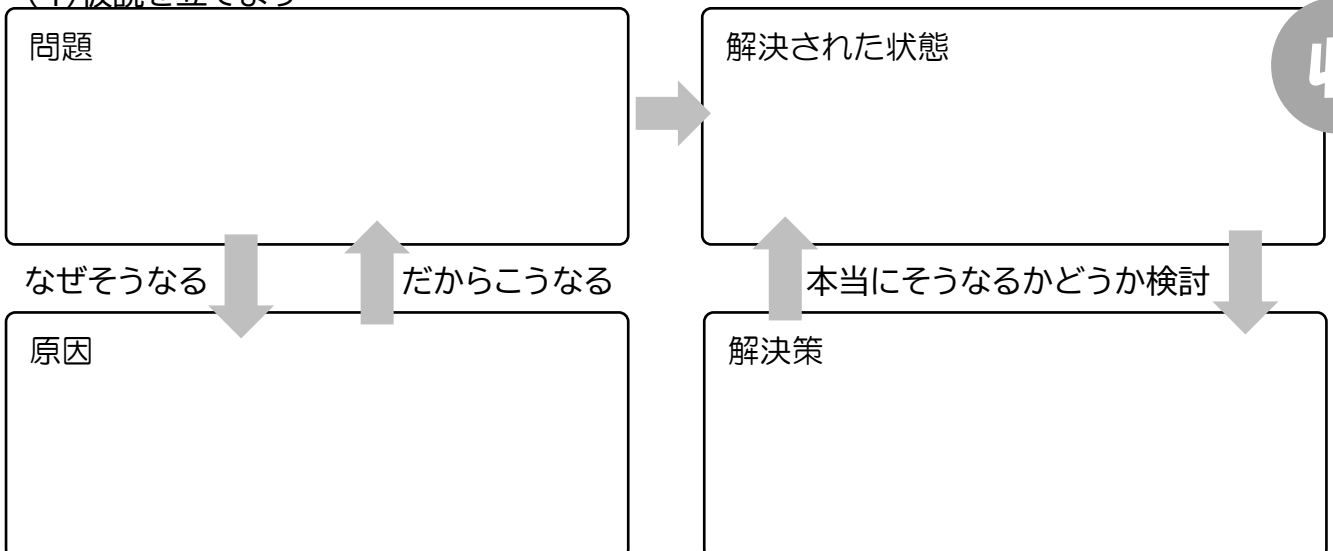 問題
解決された状態
なぜそうなる
だからこうなる
本当にそうなるかどうか検討
原因
解決策